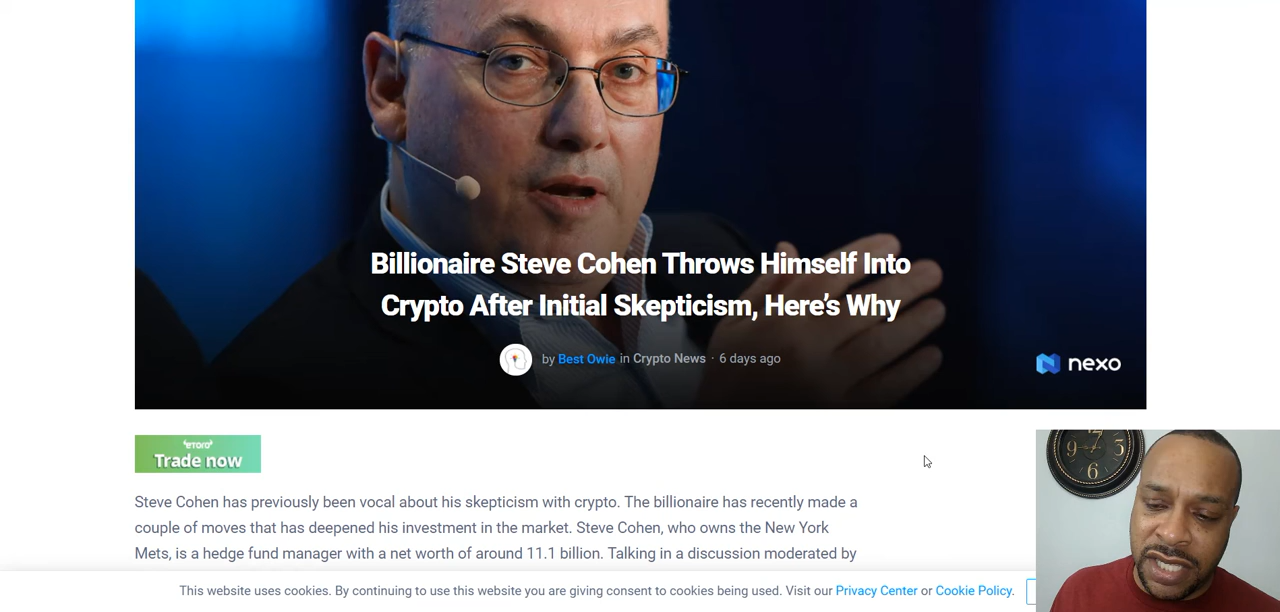 Billionaire Steve Cohen Throws Himself Into
Crypto After Initial Skepticism, Here's Why
by Best Owie in Crypto News · 6 days ago
nexo
eToro
Trade now
Steve Cohen has previously been vocal about his skepticism with crypto. The billionaire has recently made a
couple of moves that has deepened his investment in the market. Steve Cohen, who owns the New York
Mets, is a hedge fund manager with a net worth of around 11.1 billion. Talking in a discussion moderated by
This website uses cookies. By continuing to use this website you are giving consent to cookies being used. Visit our Privacy Center or Cookie Policy.
7
9
3
6